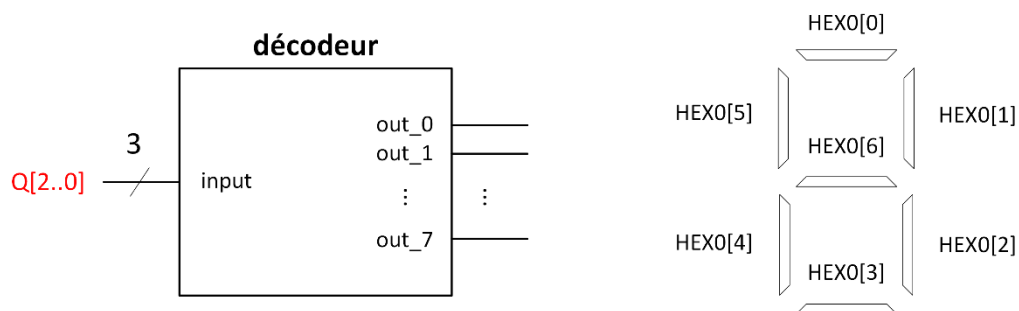 décodeur
3
Q[2..0]
input
out_0
out_1
⋮ ⋮
out_7
HEX0[0]
HEX0[5]
HEX0[1]
HEX0[6]
HEX0[4]
HEX0[2]
HEX0[3]